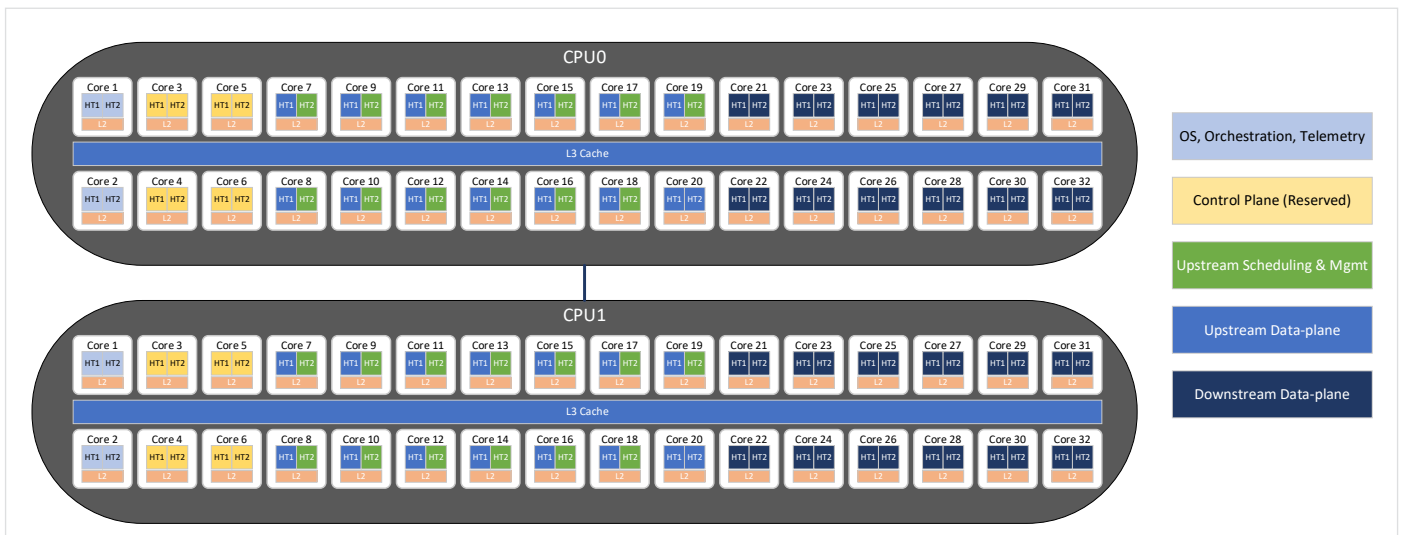 CPU0
Core 1 Core 3 Core 5 Core 7 Core 9 Core 11 Core 13 Core 15 Core 17 Core 19 Core 21 Core 23 Core 25 Core 27 Core 29 Core 31
HT1 HT2 HT1 HT2 HT1 HT2 HT1 HT2 HT1 HT2 HT1 HT2 HT1 HT2 HT1 HT2 HT1 HT2 HT1 HT2 HT1 HT2 HT1 HT2 HT1 HT2 HT1 HT2 HT1 HT2 HT1 HT2
L2 L2 L2 L2 L2 L2 L2 L2 L2 L2 L2 L2 L2 L2 L2 L2
L3 Cache
Core 2 Core 4 Core 6 Core 8 Core 10 Core 12 Core 14 Core 16 Core 18 Core 20 Core 22 Core 24 Core 26 Core 28 Core 30 Core 32
HT1 HT2 HT1 HT2 HT1 HT2 HT1 HT2 HT1 HT2 HT1 HT2 HT1 HT2 HT1 HT2 HT1 HT2 HT1 HT2 HT1 HT2 HT1 HT2 HT1 HT2 HT1 HT2 HT1 HT2 HT1 HT2
L2 L2 L2 L2 L2 L2 L2 L2 L2 L2 L2 L2 L2 L2 L2 L2
CPU1
Core 1 Core 3 Core 5 Core 7 Core 9 Core 11 Core 13 Core 15 Core 17 Core 19 Core 21 Core 23 Core 25 Core 27 Core 29 Core 31
HT1 HT2 HT1 HT2 HT1 HT2 HT1 HT2 HT1 HT2 HT1 HT2 HT1 HT2 HT1 HT2 HT1 HT2 HT1 HT2 HT1 HT2 HT1 HT2 HT1 HT2 HT1 HT2 HT1 HT2 HT1 HT2
L2 L2 L2 L2 L2 L2 L2 L2 L2 L2 L2 L2 L2 L2 L2 L2
L3 Cache
Core 2 Core 4 Core 6 Core 8 Core 10 Core 12 Core 14 Core 16 Core 18 Core 20 Core 22 Core 24 Core 26 Core 28 Core 30 Core 32
HT1 HT2 HT1 HT2 HT1 HT2 HT1 HT2 HT1 HT2 HT1 HT2 HT1 HT2 HT1 HT2 HT1 HT2 HT1 HT2 HT1 HT2 HT1 HT2 HT1 HT2 HT1 HT2 HT1 HT2 HT1 HT2
L2 L2 L2 L2 L2 L2 L2 L2 L2 L2 L2 L2 L2 L2 L2 L2
OS, Orchestration, Telemetry
Control Plane (Reserved)
Upstream Scheduling & Mgmt
Upstream Data-plane
Downstream Data-plane